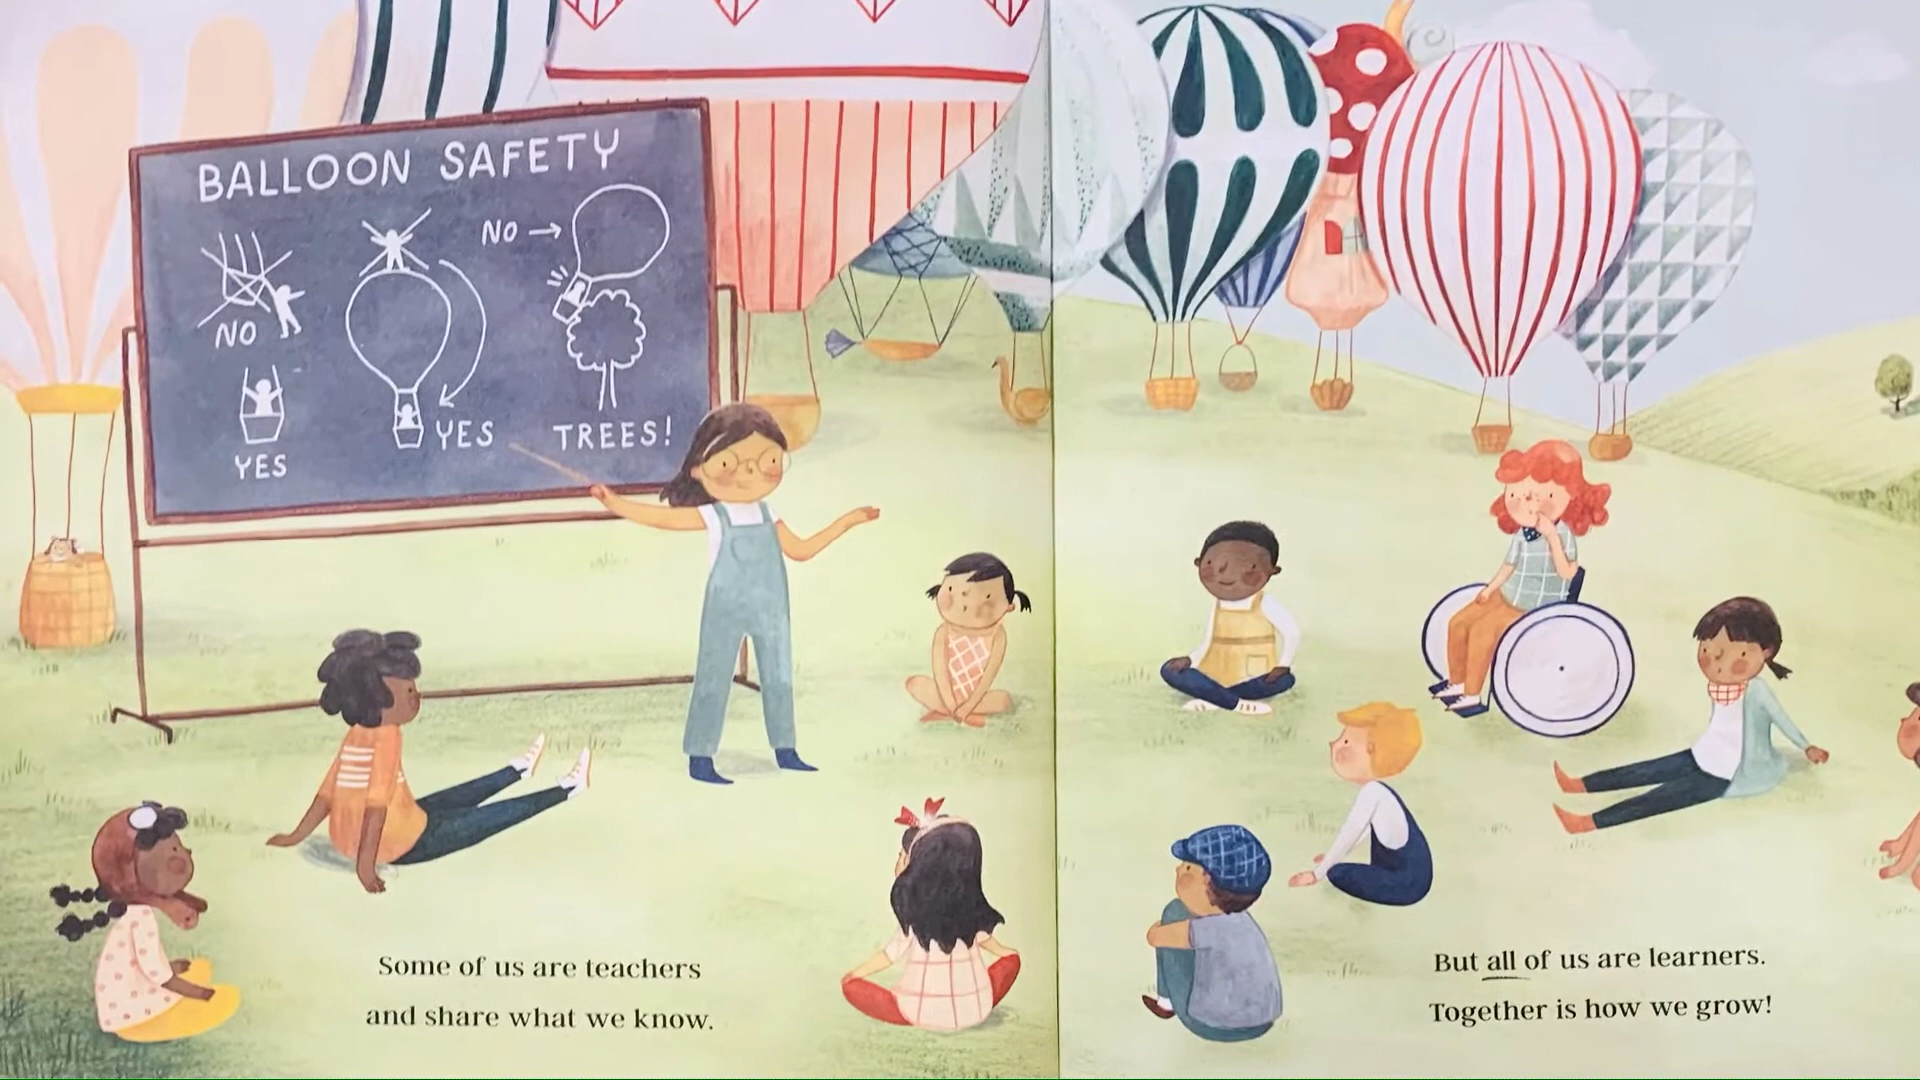 BALLOON SAFETY
NO →
NO
YES
YES
TREES!
Some of us are teachers
and share what we know.
But all of us are learners.
Together is how we grow!